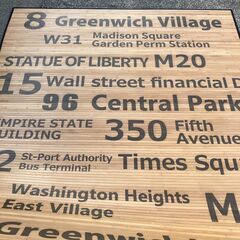 8 Greenwich Village
W31 Madison Square
Garden Perm Station
STATUE OF LIBERTY M20
15 Wall street financial D
96 Central Park
EMPIRE STATE
BUILDING
350 Fifth
Avenue
2 St-Port Authority
Bus Terminal
Times Squ
Washington Heights
East Village
M
Greenwich